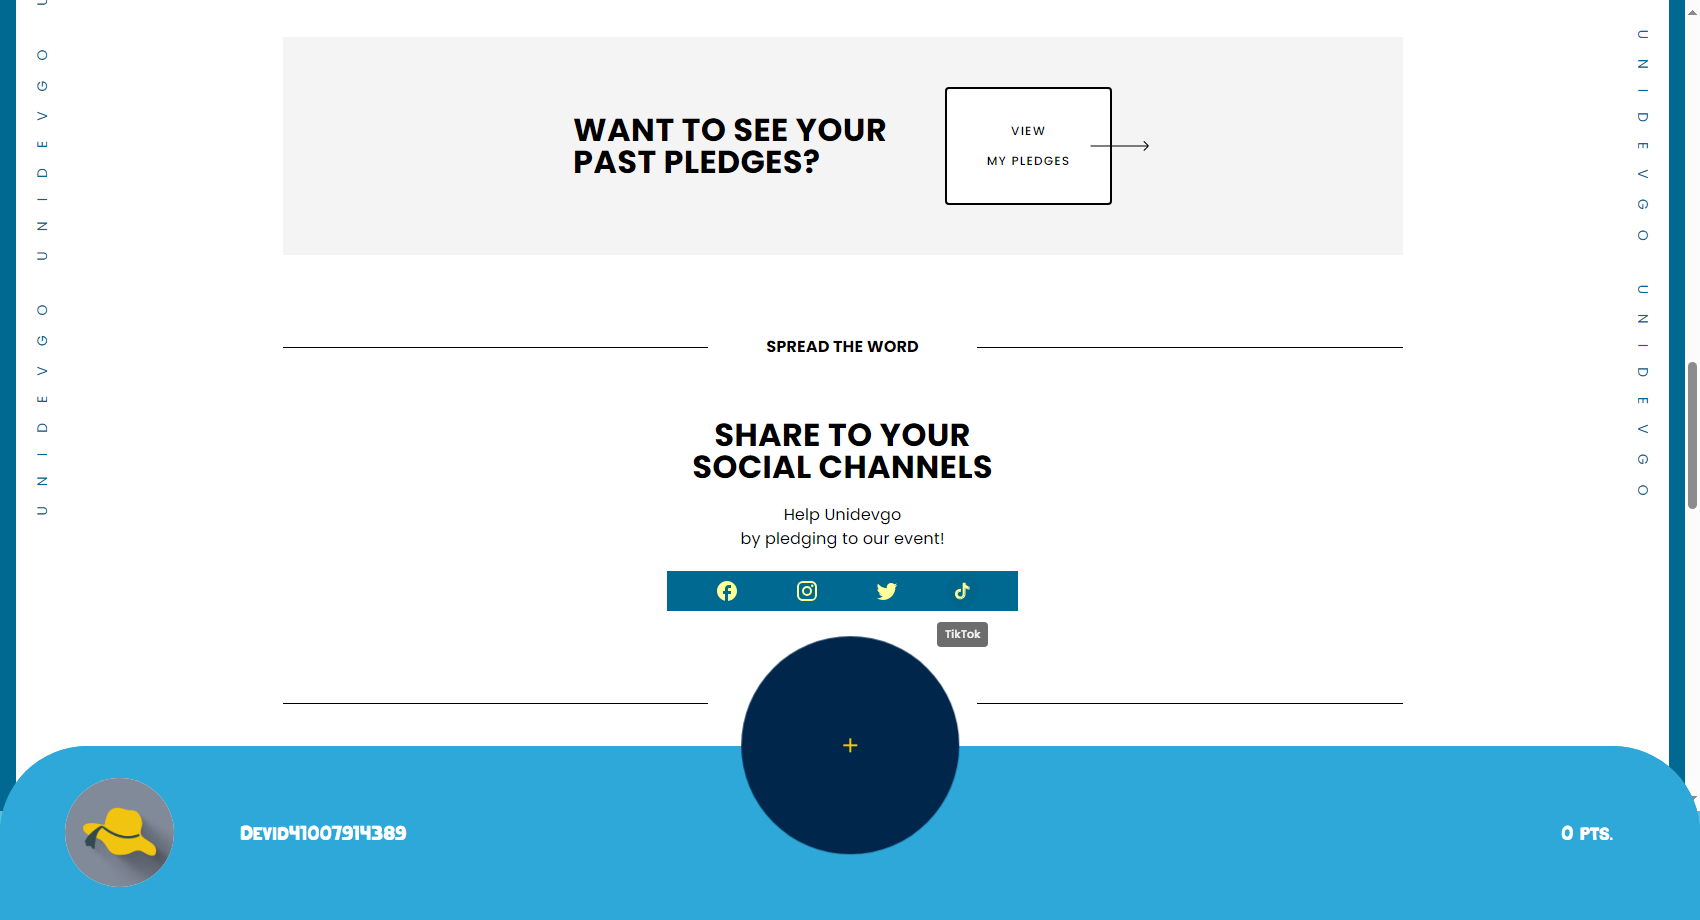 UNIDEVGO UNIDEVGO
UNIDEVGO UNIDEVGO
WANT TO SEE YOUR
PAST PLEDGES?
VIEW
MY PLEDGES
SPREAD THE WORD
SHARE TO YOUR
SOCIAL CHANNELS
Help Unidevgo
by pledging to our event!
TikTok
+
Devid41007914389
0 PTS.